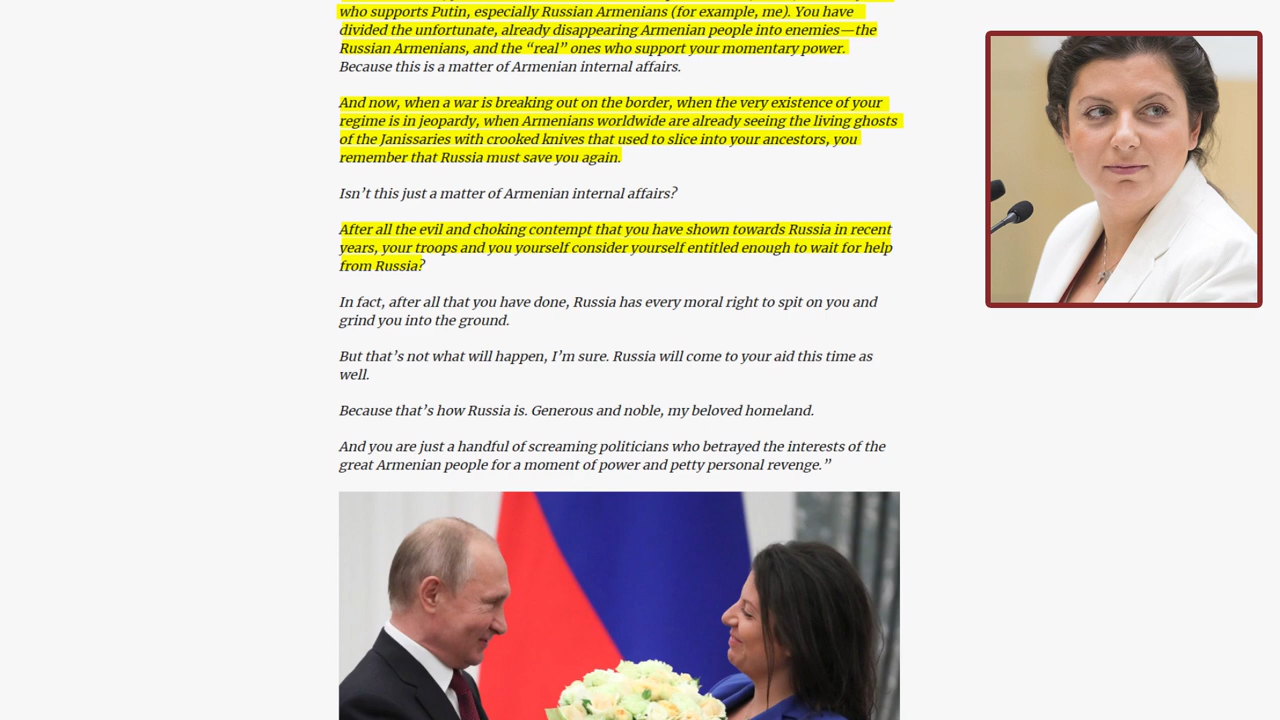 who supports Putin, especially Russian Armenians (for example, me). You have
divided the unfortunate, already disappearing Armenian people into enemies—the
Russian Armenians, and the “real” ones who support your momentary power.
Because this is a matter of Armenian internal affairs.
And now, when a war is breaking out on the border, when the very existence of your
regime is in jeopardy, when Armenians worldwide are already seeing the living ghosts
of the Janissaries with crooked knives that used to slice into your ancestors, you
remember that Russia must save you again.
Isn’t this just a matter of Armenian internal affairs?
After all the evil and choking contempt that you have shown towards Russia in recent
years, your troops and you yourself consider yourself entitled enough to wait for help
from Russia?
In fact, after all that you have done, Russia has every moral right to spit on you and
grind you into the ground.
But that’s not what will happen, I’m sure. Russia will come to your aid this time as
well.
Because that’s how Russia is. Generous and noble, my beloved homeland.
And you are just a handful of screaming politicians who betrayed the interests of the
great Armenian people for a moment of power and petty personal revenge.”